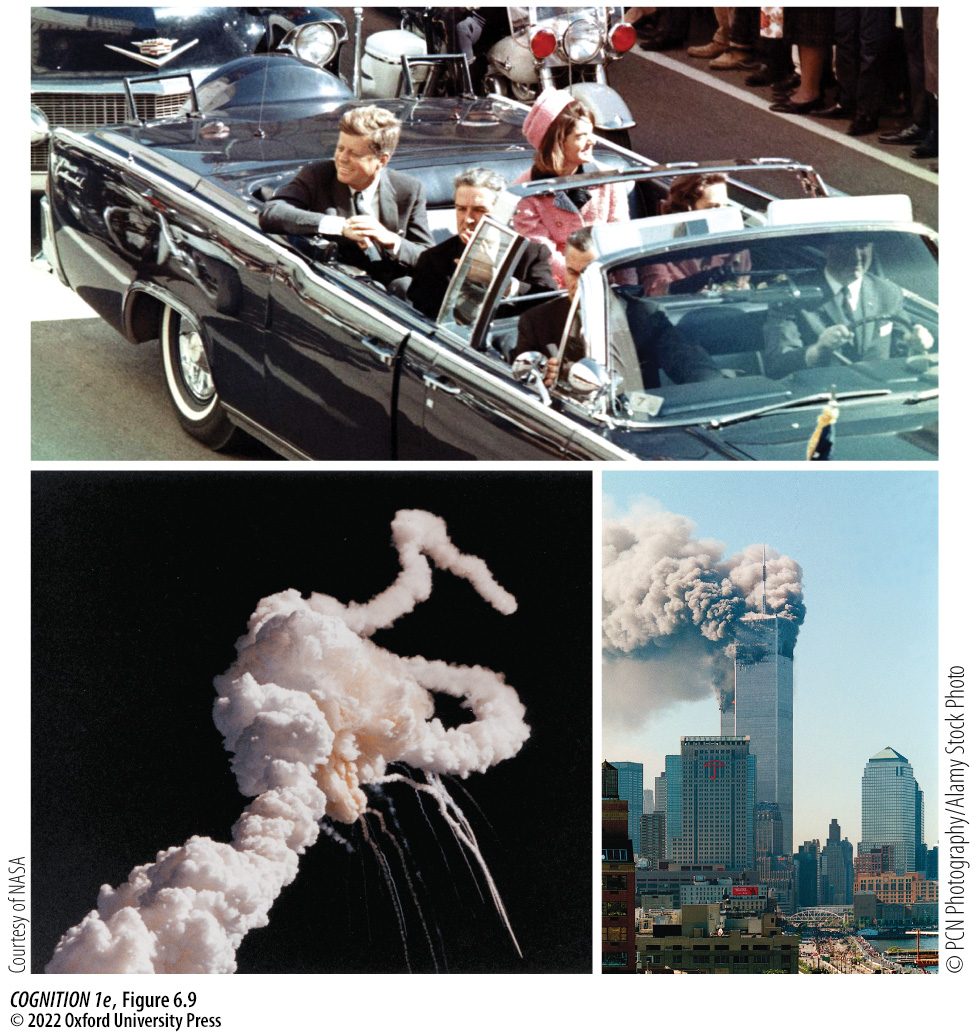 Courtesy of NASA
© PCN Photography/Alamy Stock Photo
COGNITION 1e, Figure 6.9
© 2022 Oxford University Press